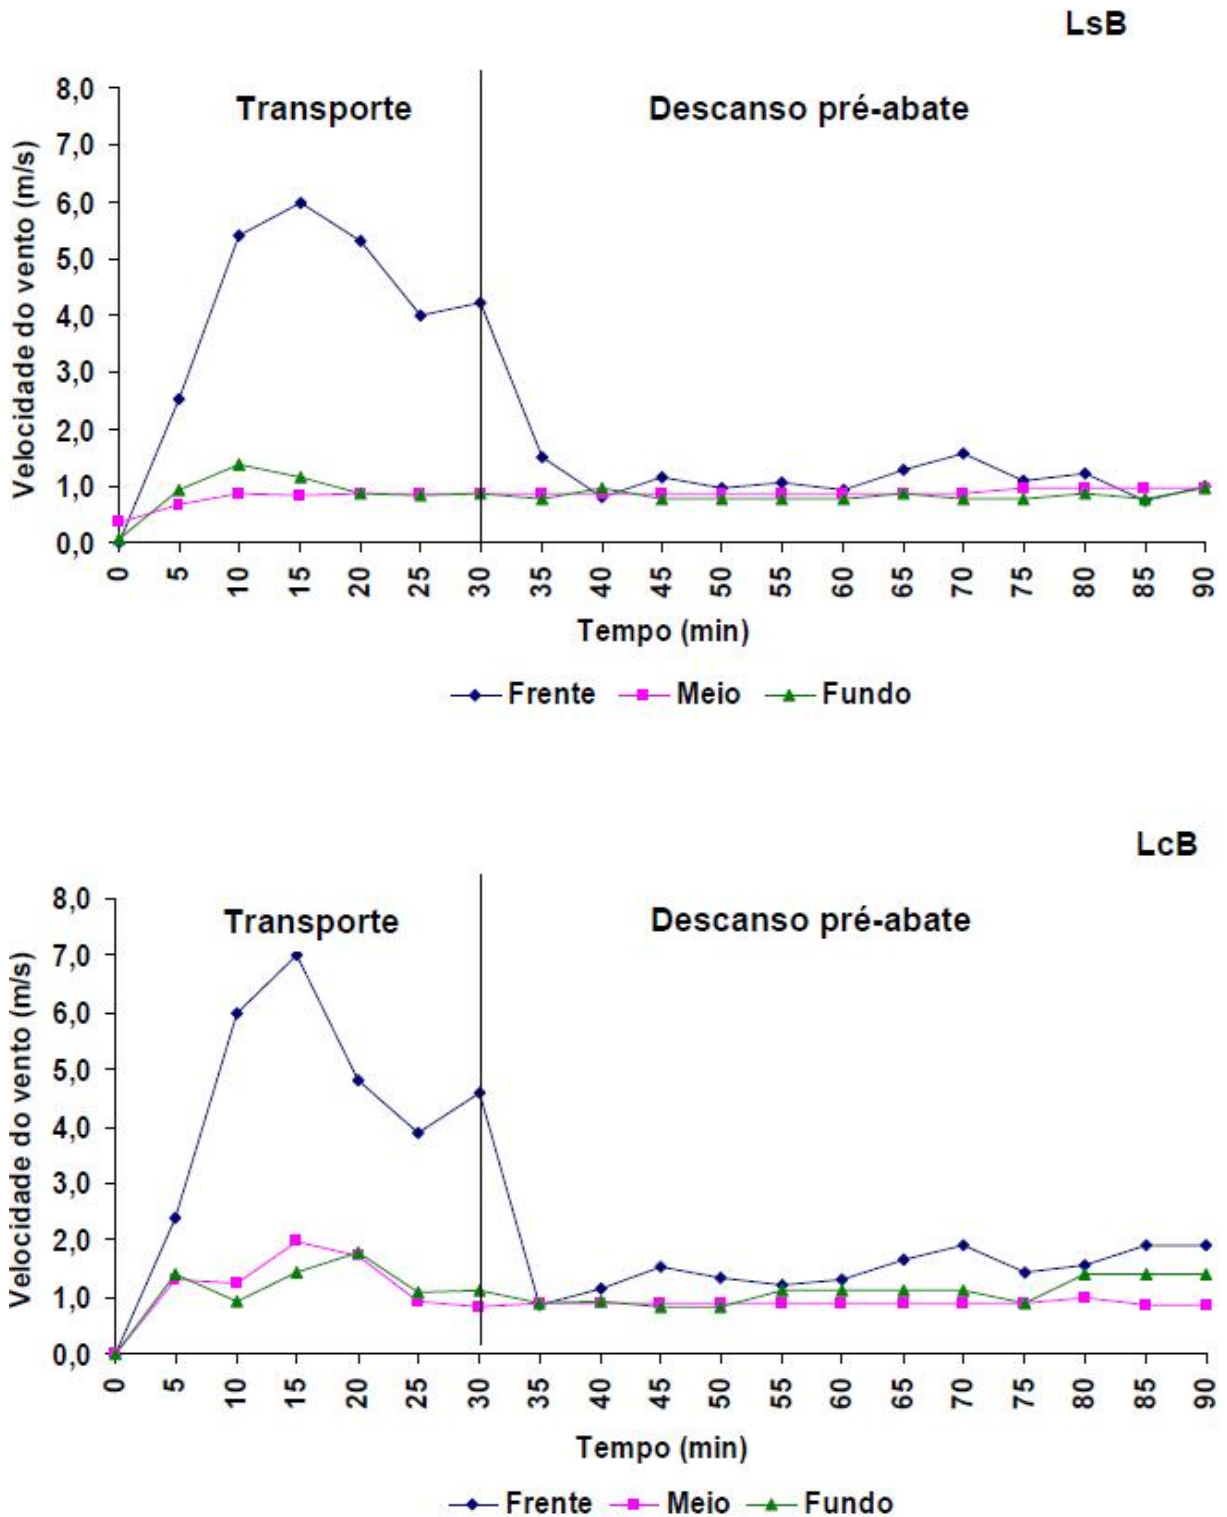 LsB
Transporte
Descanso pré-abate
Velocidade do vento (m/s)
8,0
7,0
6,0
5,0
4,0
3,0
2,0
1,0
0,0
0 5 10 15 20 25 30 35 40 45 50 55 60 65 70 75 80 85 90
Tempo (min)
Frente Meio Fundo
LcB
Transporte
Descanso pré-abate
Velocidade do vento (m/s)
8,0
7,0
6,0
5,0
4,0
3,0
2,0
1,0
0,0
0 5 10 15 20 25 30 35 40 45 50 55 60 65 70 75 80 85 90
Tempo (min)
Frente Meio Fundo